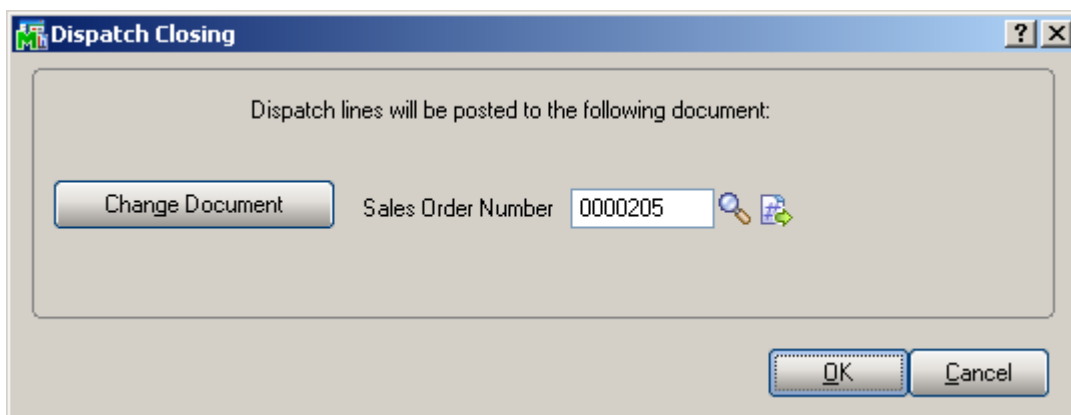 Dispatch Closing
Dispatch lines will be posted to the following document:
Change Document Sales Order Number 0000205
OK Cancel